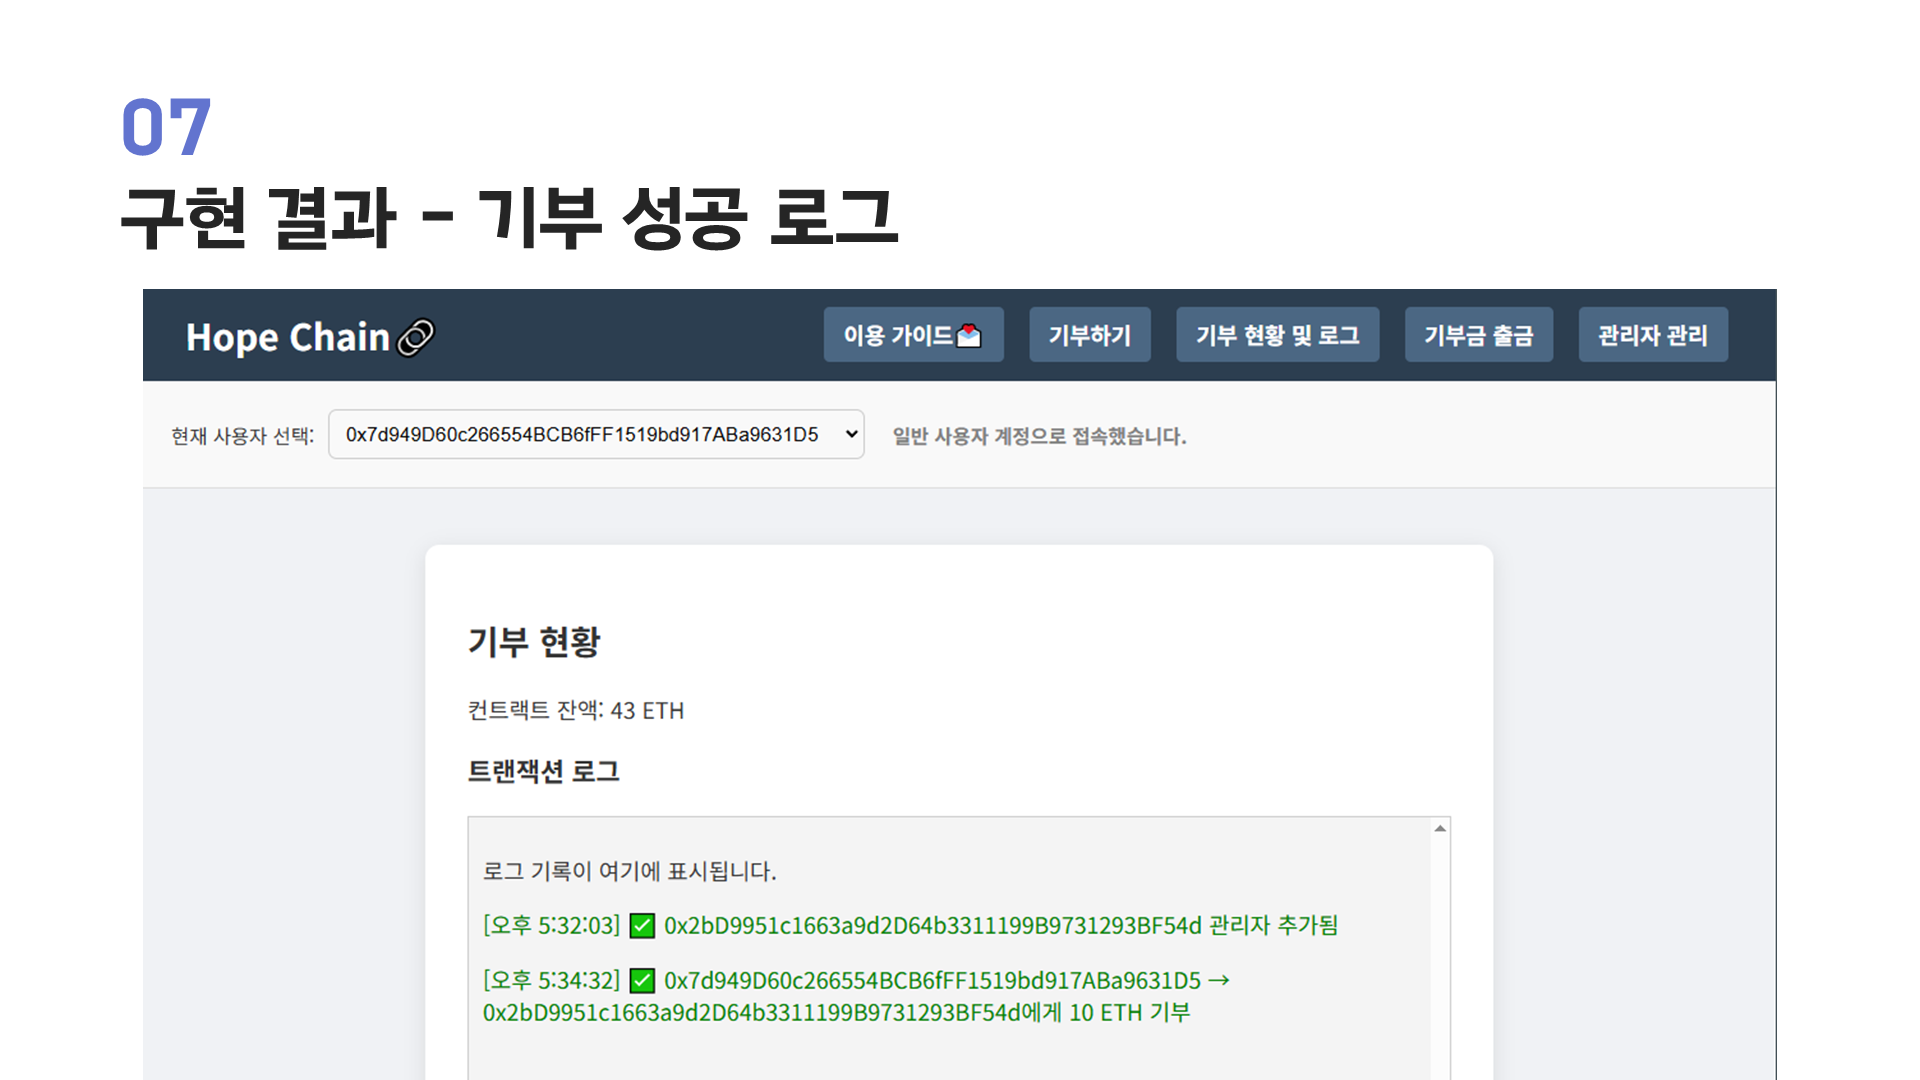 07
구현 결과 - 기부 성공 로그
Hope Chain🔗
이용 가이드💌
기부하기
기부 현황 및 로그
기부금 출금
관리자 관리
현재 사용자 선택:
0x7d949D60c266554BCB6fFF1519bd917ABa9631D5
일반 사용자 계정으로 접속했습니다.
기부 현황
컨트랙트 잔액: 43 ETH
트랜잭션 로그
로그 기록이 여기에 표시됩니다.
[오후 5:32:03] ✅ 0x2bD9951c1663a9d2D64b3311199B9731293BF54d 관리자 추가됨
[오후 5:34:32] ✅ 0x7d949D60c266554BCB6fFF1519bd917ABa9631D5 →
0x2bD9951c1663a9d2D64b3311199B9731293BF54d에게 10 ETH 기부